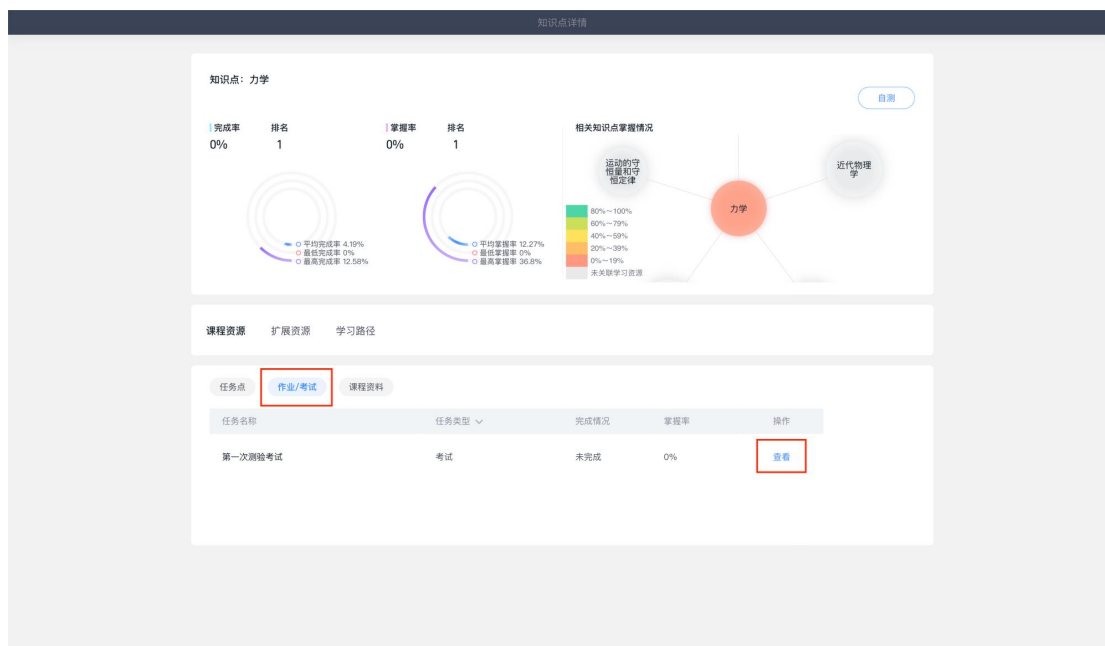 知识点详情
知识点：力学
自测
完成率 排名
0% 1
掌握率 排名
0% 1
相关知识点掌握情况
平均完成率 4.19%
最低完成率 0%
最高完成率 12.58%
平均掌握率 12.27%
最低掌握率 0%
最高掌握率 36.8%
80%～100%
60%～79%
40%～59%
20%～39%
0%～19%
未关联学习资源
运动的守
恒量和守
恒定律
力学
近代物理
学
课程资源 扩展资源 学习路径
任务点 作业/考试 课程资料
任务名称 任务类型 完成情况 掌握率 操作
第一次测验考试 考试 未完成 0% 查看